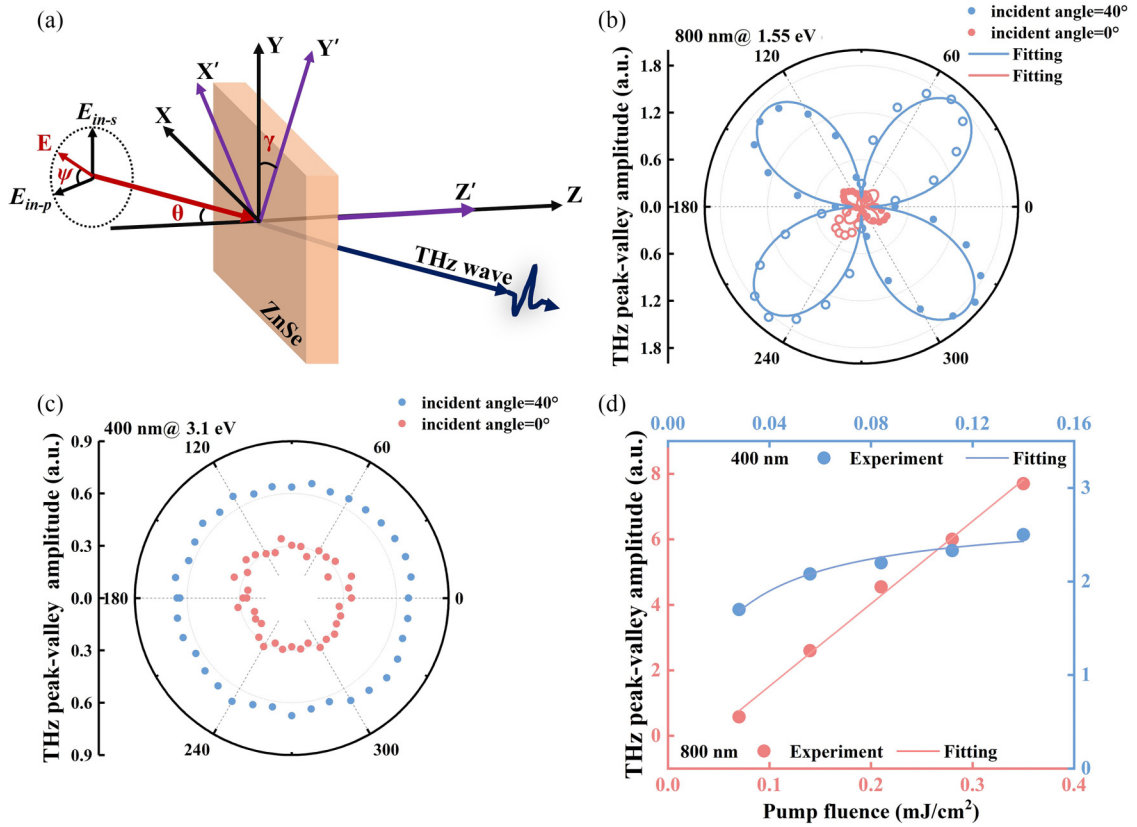 (a)
Y
Y′
X′
X
E_in-s
E
ψ
E_in-p
γ
θ
Z′
Z
THz wave
ZnSe
(b)
incident angle=40°
incident angle=0°
Fitting
Fitting
800 nm@ 1.55 eV
THz peak-valley amplitude (a.u.)
1.8
1.2
0.6
0.0
0.6
1.2
1.8
120
60
180
0
240
300
(c)
incident angle=40°
incident angle=0°
400 nm@ 3.1 eV
THz peak-valley amplitude (a.u.)
0.9
0.6
0.3
0.0
0.3
0.6
0.9
120
60
180
0
240
300
(d)
0.00 0.04 0.08 0.12 0.16
400 nm Experiment Fitting
THz peak-valley amplitude (a.u.)
8
6
4
2
0
3
2
1
0
800 nm Experiment Fitting
0.1 0.2 0.3 0.4
Pump fluence (mJ/cm²)